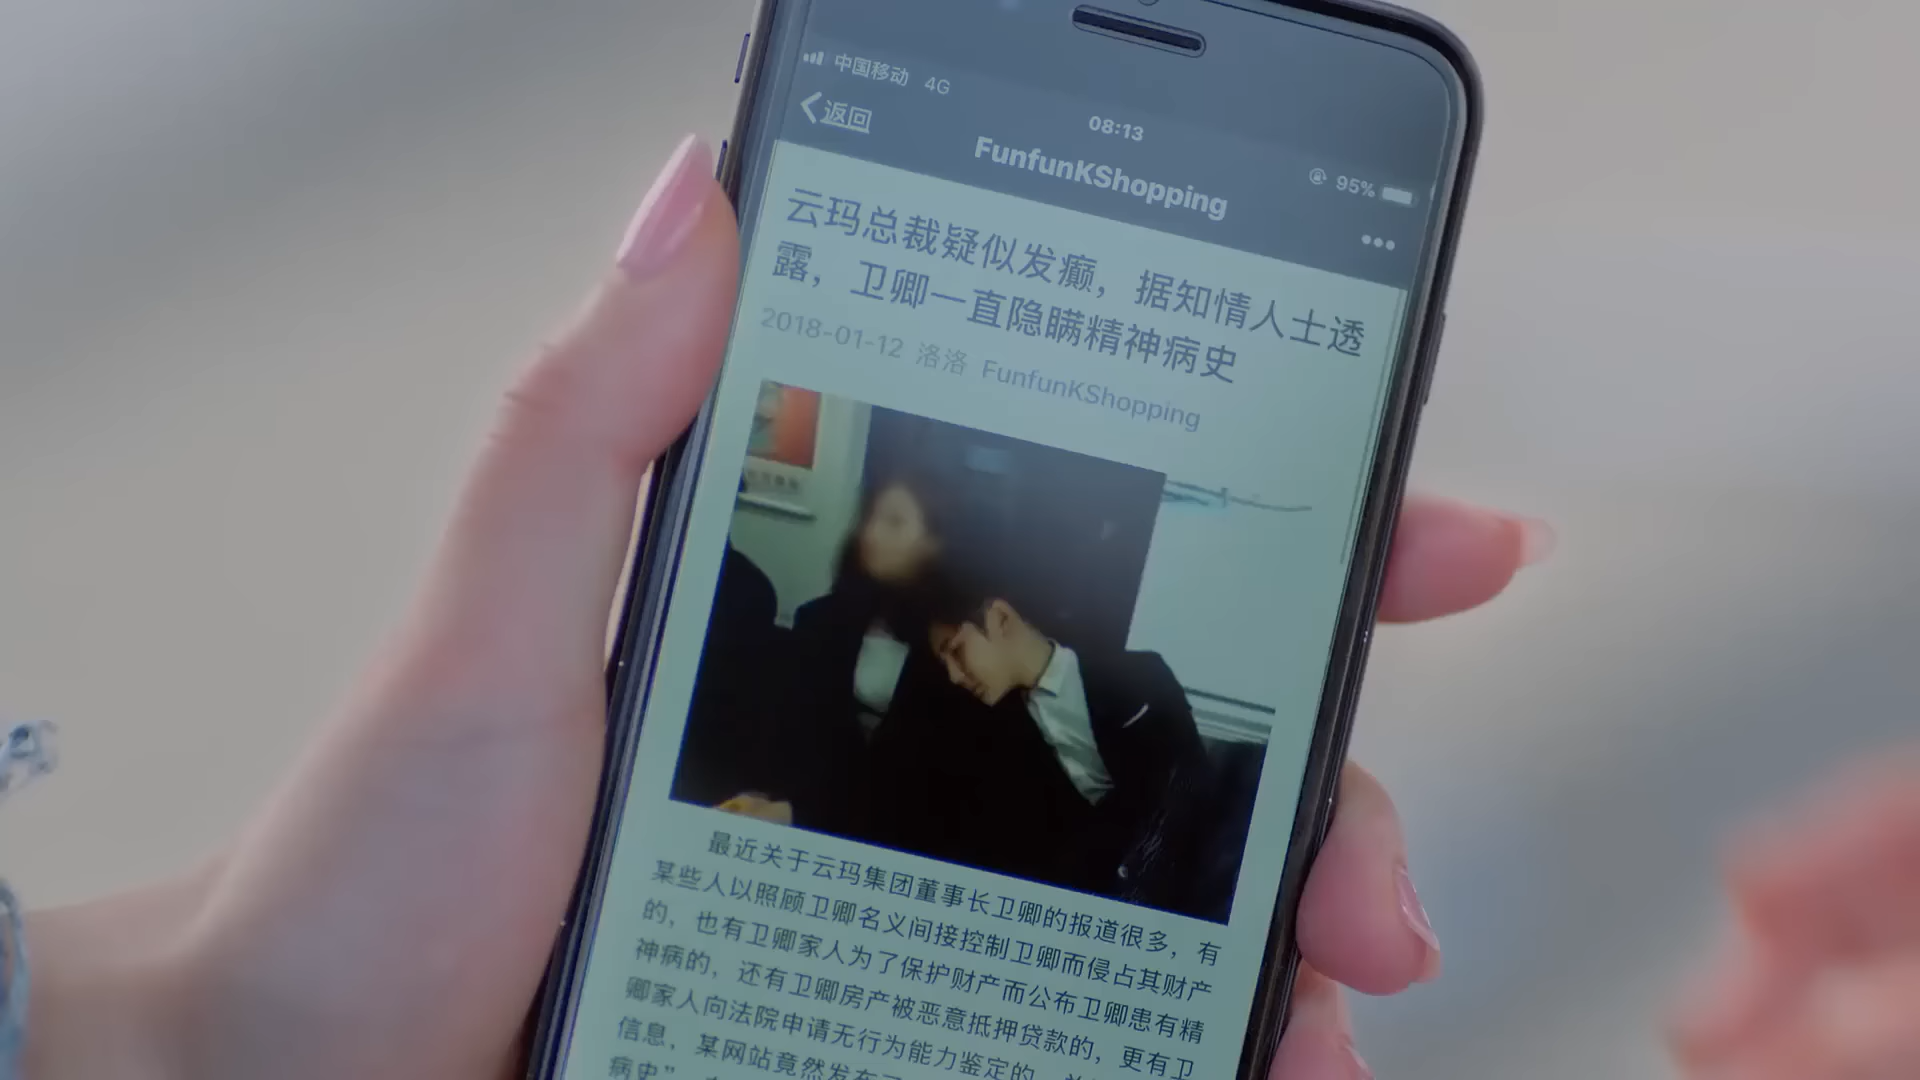 中国移动 4G
08:13
95%
返回
FunfunKShopping
云玛总裁疑似发癫，据知情人士透
露，卫卿一直隐瞒精神病史
2018-01-12 洛洛 FunfunKShopping
最近关于云玛集团董事长卫卿的报道很多，有
某些人以照顾卫卿名义间接控制卫卿而侵占其财产
的，也有卫卿家人为了保护财产而公布卫卿患有精
神病的，还有卫卿房产被恶意抵押贷款的，更有卫
卿家人向法院申请无行为能力鉴定的
信息，某网站竟然发布
病史”